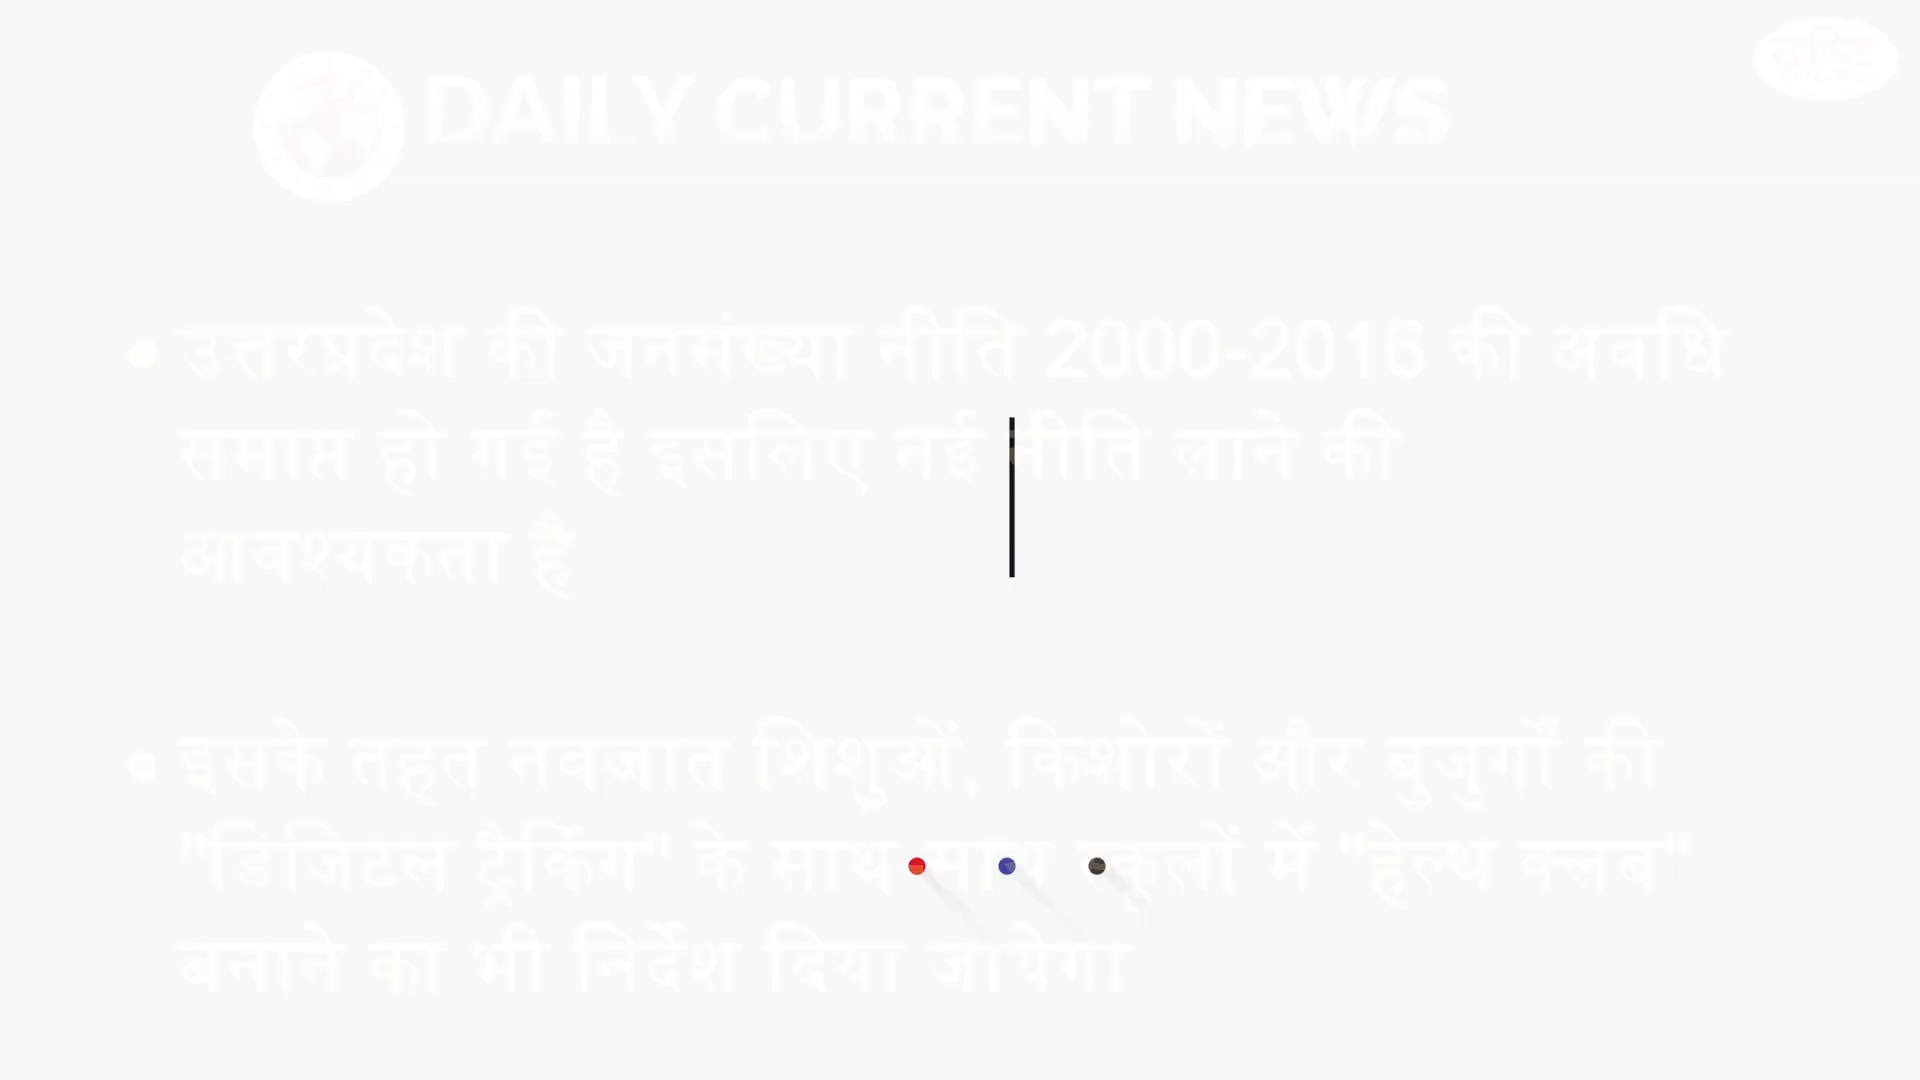 DAILY CURRENT NEWS
दृष्टि
• उत्तरप्रदेश की जनसंख्या नीति 2000-2016 की अवधि
समाप्त हो गई है इसलिए नई नीति लाने की
आवश्यकता है
• इसके तहत नवजात शिशुओं, किशोरों और बुजुर्गों की
"डिजिटल ट्रैकिंग" के साथ साथ स्कूलों में "हेल्थ क्लब"
बनाने का भी निर्देश दिया जायेगा